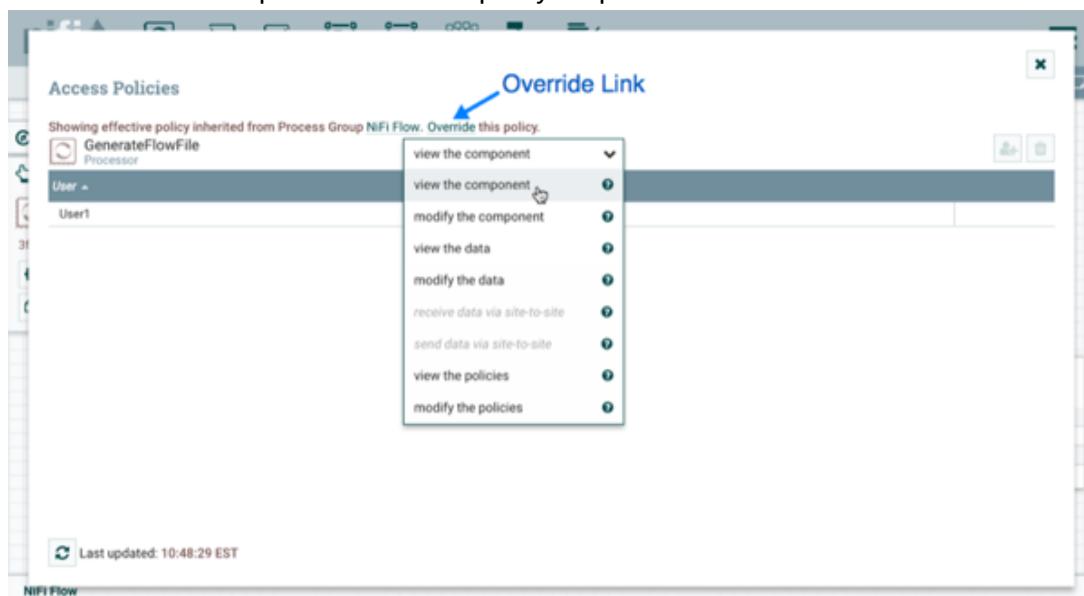 Access Policies
Override Link
Showing effective policy inherited from Process Group NiFi Flow. Override this policy.
GenerateFlowFile
Processor
view the component
User
view the component
User1
modify the component
view the data
modify the data
receive data via site-to-site
send data via site-to-site
view the policies
modify the policies
Last updated: 10:48:29 EST
NiFi Flow